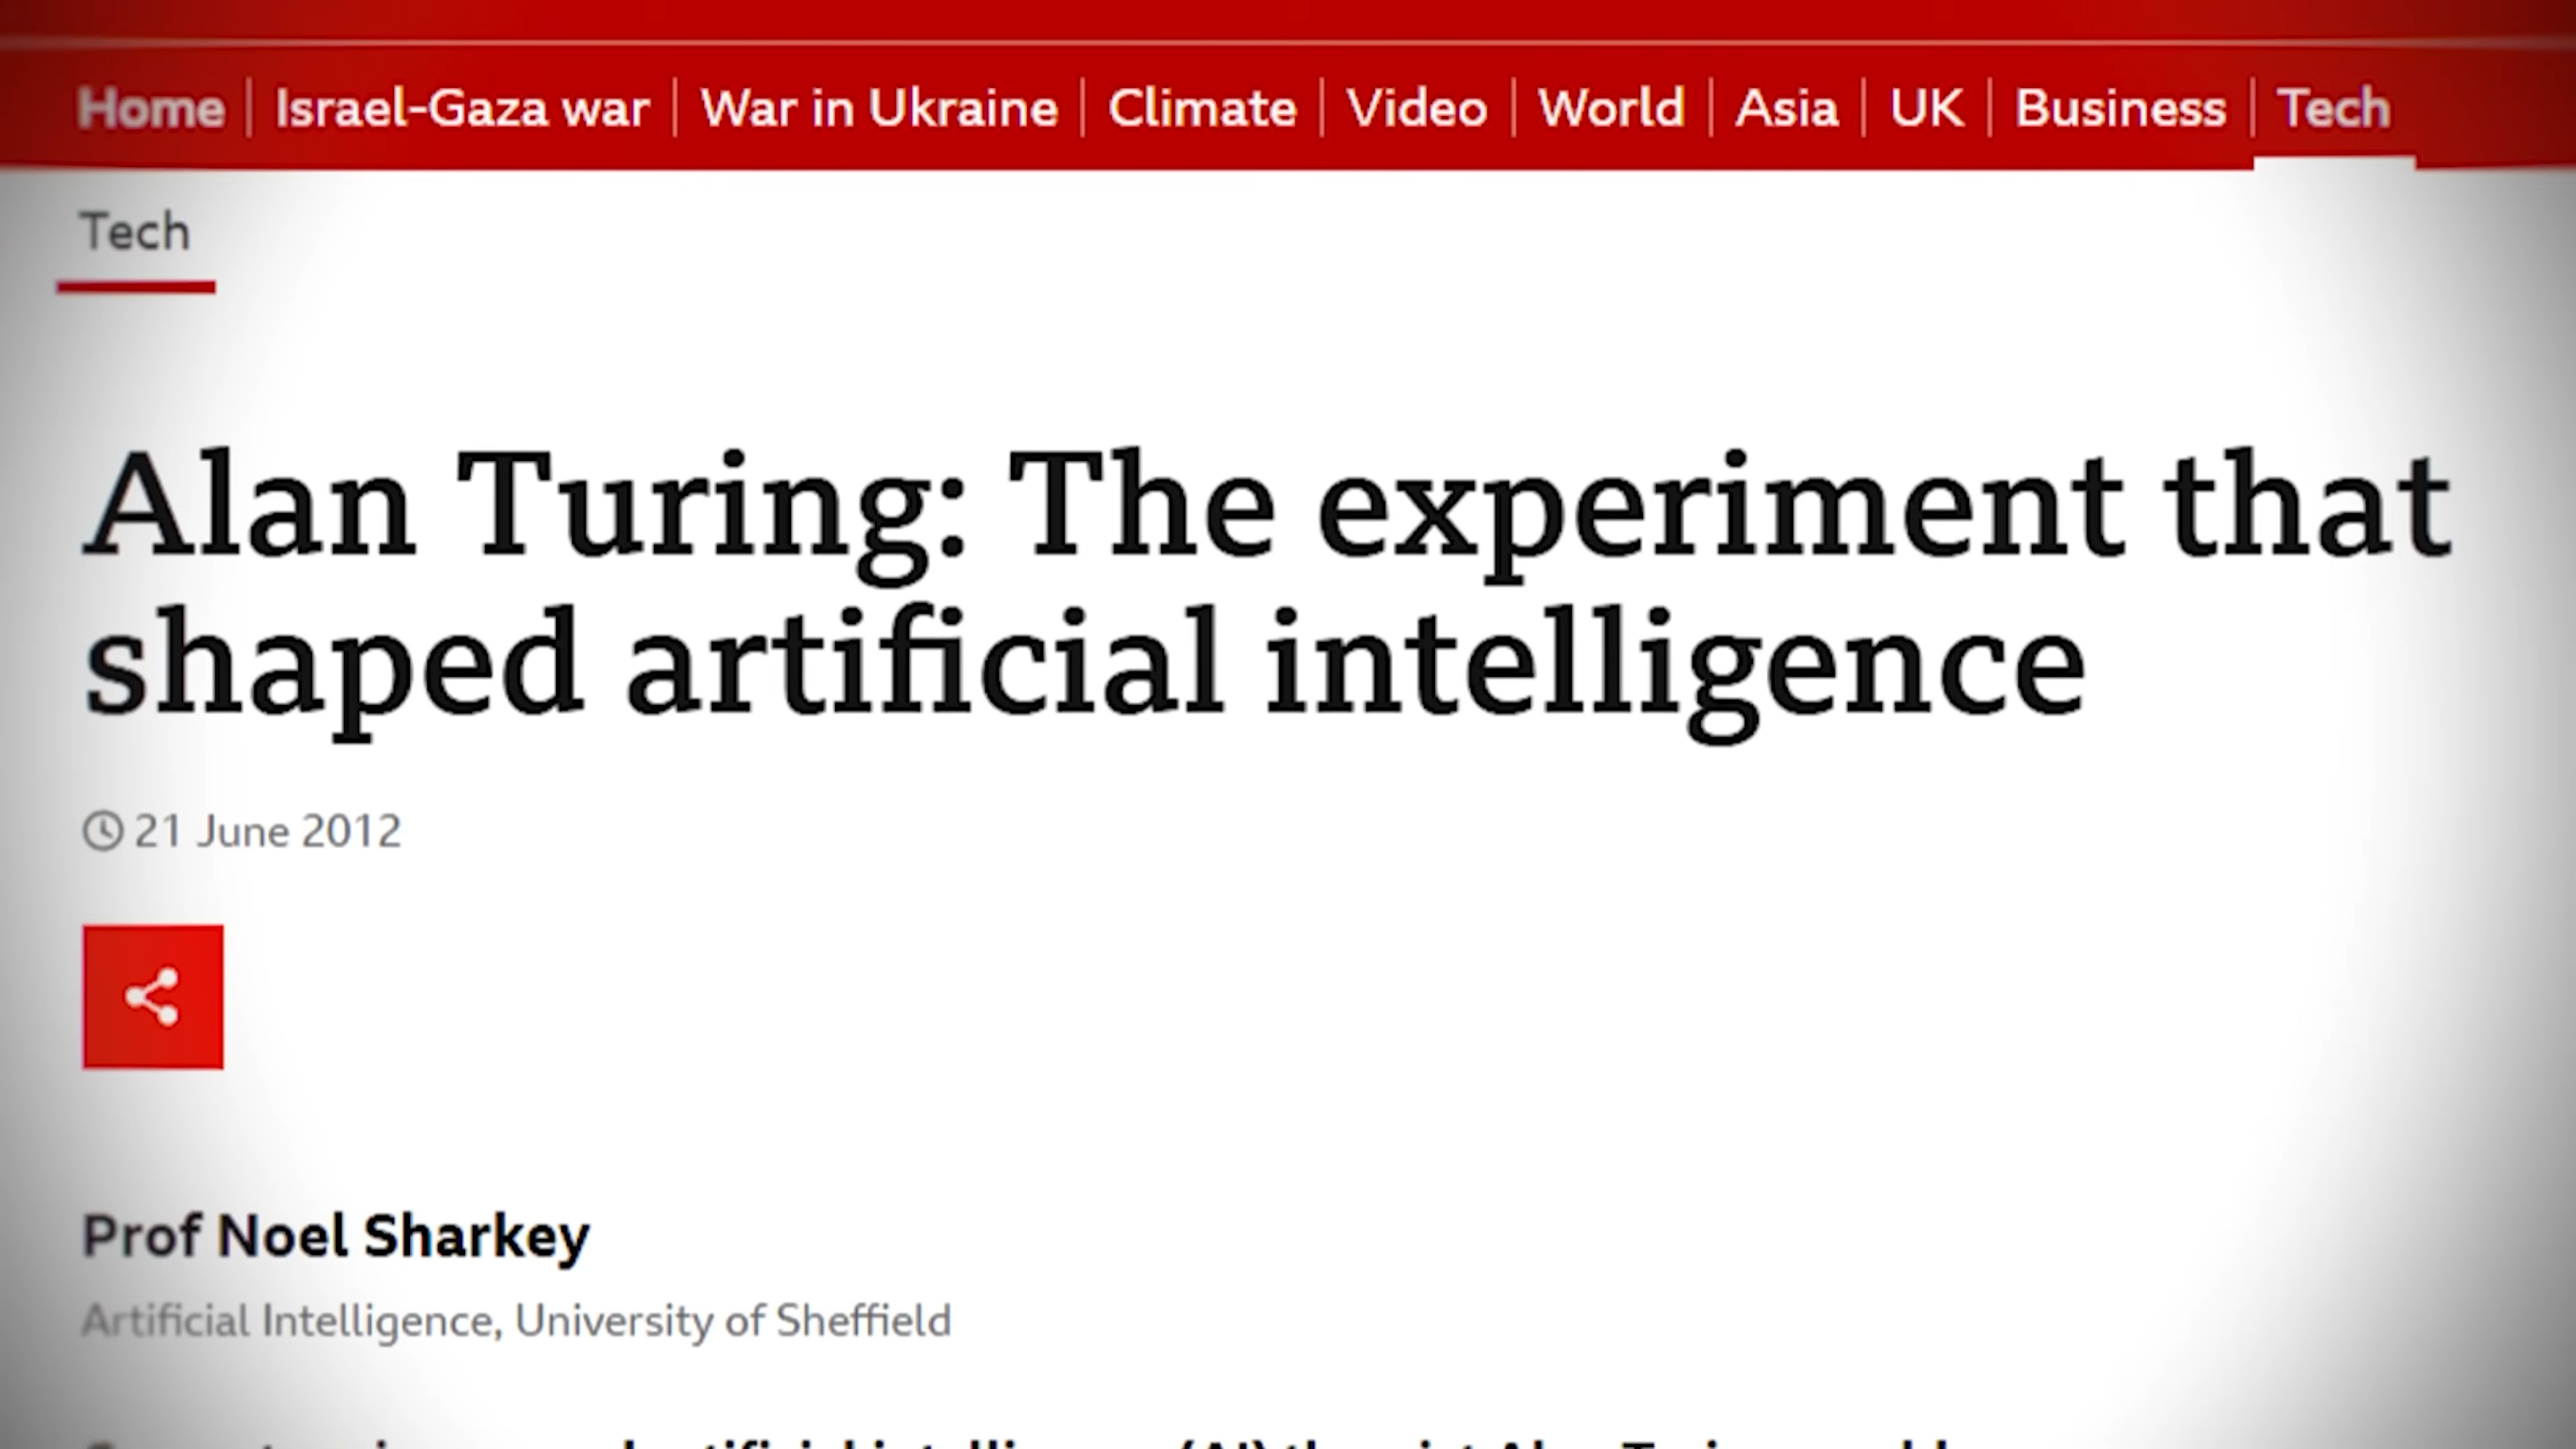 Home Israel-Gaza war War in Ukraine Climate Video World Asia UK Business Tech
Tech
Alan Turing: The experiment that
shaped artificial intelligence
21 June 2012
Prof Noel Sharkey
Artificial Intelligence, University of Sheffield